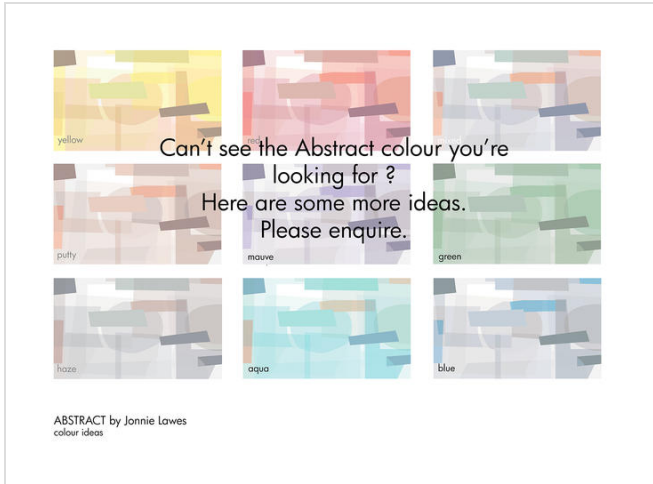 yellow
red
Can't see the Abstract colour you're
looking for ?
Here are some more ideas.
Please enquire.
putty
mauve
green
haze
aqua
blue
ABSTRACT by Jonnie Lawes
colour ideas